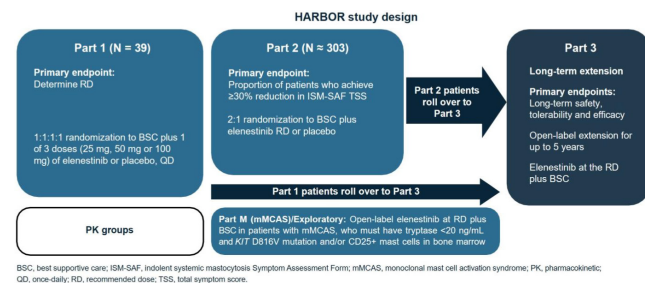 HARBOR study design
Part 1 (N = 39)
Primary endpoint:
Determine RD
1:1:1:1 randomization to BSC plus 1
of 3 doses (25 mg, 50 mg or 100
mg) of elenestinib or placebo, QD
Part 2 (N ≈ 303)
Primary endpoint:
Proportion of patients who achieve
≥30% reduction in ISM-SAF TSS
2:1 randomization to BSC plus
elenestinib RD or placebo
Part 2 patients
roll over to
Part 3
Part 3
Long-term extension
Primary endpoints:
Long-term safety,
tolerability and efficacy
Open-label extension for
up to 5 years
Elenestinib at the RD
plus BSC
Part 1 patients roll over to Part 3
PK groups
Part M (mMCAS)/Exploratory: Open-label elenestinib at RD plus
BSC in patients with mMCAS, who must have tryptase <20 ng/mL
and KIT D816V mutation and/or CD25+ mast cells in bone marrow
BSC, best supportive care; ISM-SAF, indolent systemic mastocytosis Symptom Assessment Form; mMCAS, monoclonal mast cell activation syndrome; PK, pharmacokinetic;
QD, once-daily; RD, recommended dose; TSS, total symptom score.